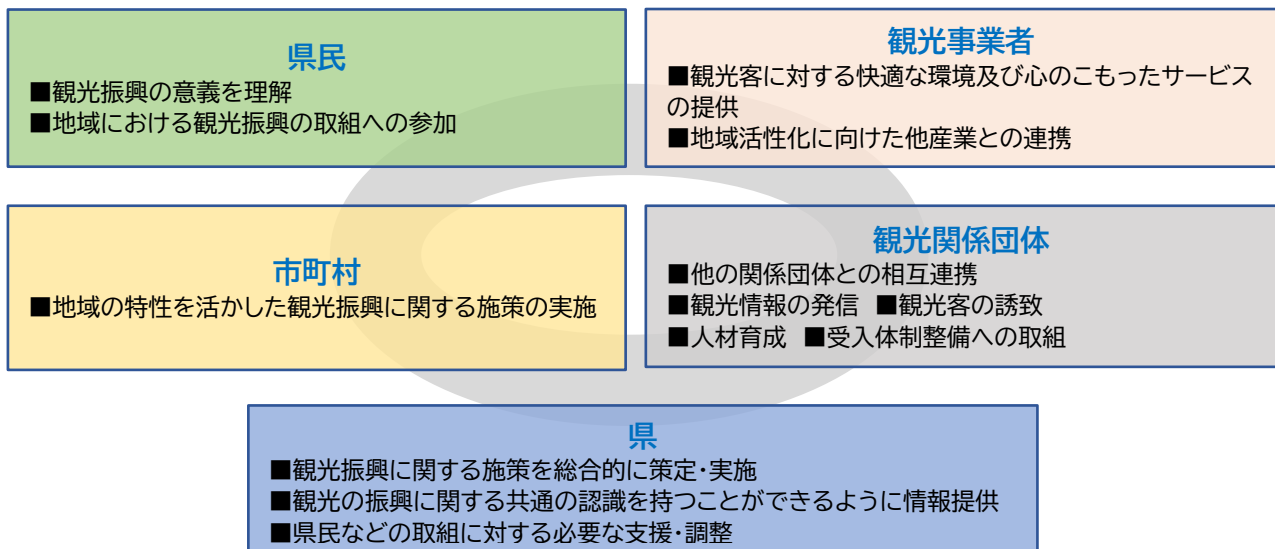 県民
■観光振興の意義を理解
■地域における観光振興の取組への参加
観光事業者
■観光客に対する快適な環境及び心のこもったサービス
の提供
■地域活性化に向けた他産業との連携
市町村
■地域の特性を活かした観光振興に関する施策の実施
観光関係団体
■他の関係団体との相互連携
■観光情報の発信 ■観光客の誘致
■人材育成 ■受入体制整備への取組
県
■観光振興に関する施策を総合的に策定・実施
■観光の振興に関する共通の認識を持つことができるように情報提供
■県民などの取組に対する必要な支援・調整